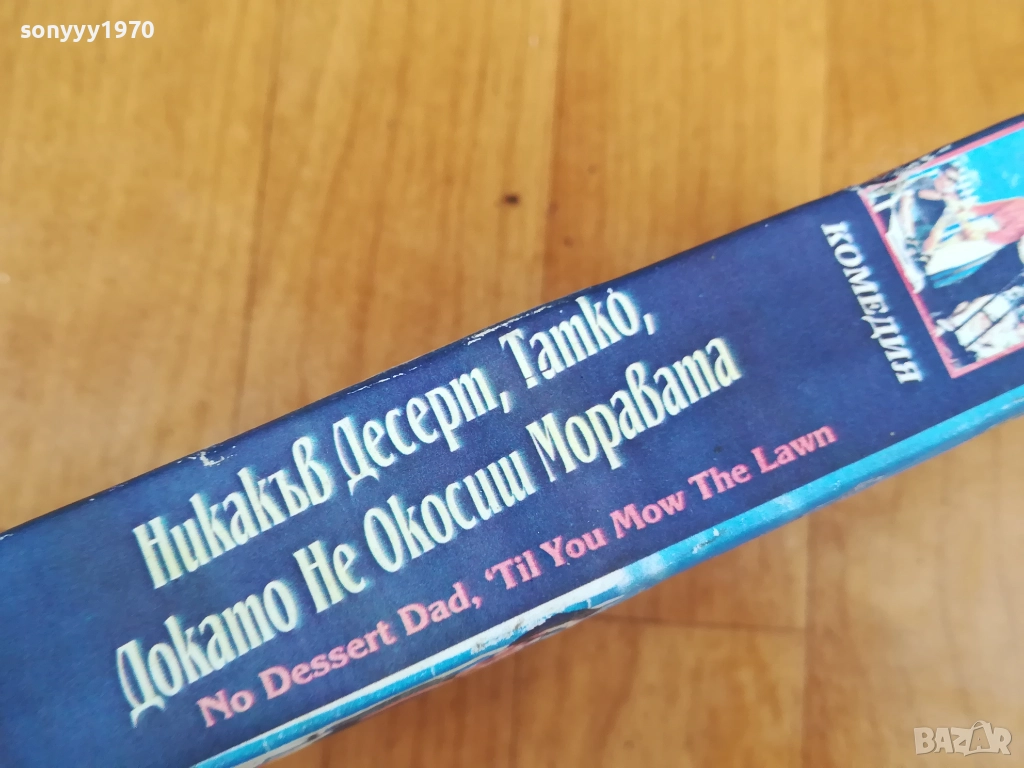 sonyyy1970
КОМЕДИЯ
Никакъв Десерт, Татко,
Докато Не Окосиш Моравата
No Dessert Dad, 'Til You Mow The Lawn
BAZAR